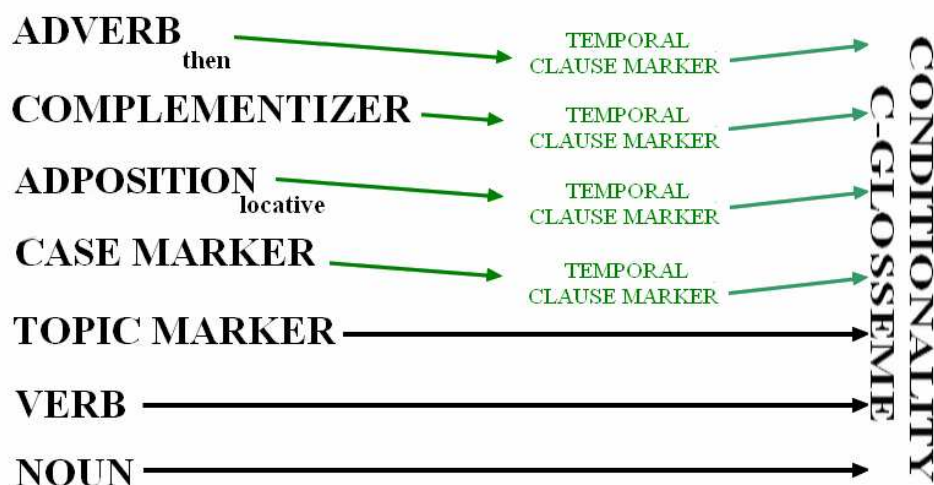 ADVERB
then
TEMPORAL
CLAUSE MARKER
COMPLEMENTIZER
TEMPORAL
CLAUSE MARKER
ADPOSITION
locative
TEMPORAL
CLAUSE MARKER
CASE MARKER
TEMPORAL
CLAUSE MARKER
TOPIC MARKER
VERB
NOUN
CONDITIONALITY
C-GLOSSEME